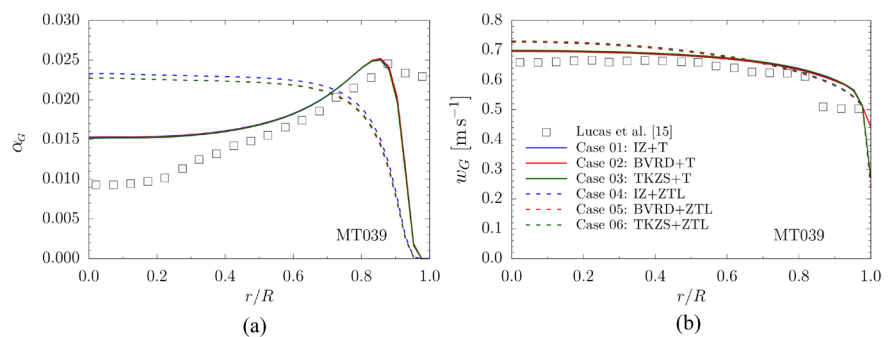 0.030
0.025
0.020
0.015
0.010
0.005
0.000
α_G
MT039
0.0 0.2 0.4 0.6 0.8 1.0
r/R
(a)
0.8
0.7
0.6
0.5
0.4
0.3
0.2
0.1
0.0
w_G [m s⁻¹]
Lucas et al. [15]
Case 01: IZ+T
Case 02: BVRD+T
Case 03: TKZS+T
Case 04: IZ+ZTL
Case 05: BVRD+ZTL
Case 06: TKZS+ZTL
MT039
0.0 0.2 0.4 0.6 0.8 1.0
r/R
(b)